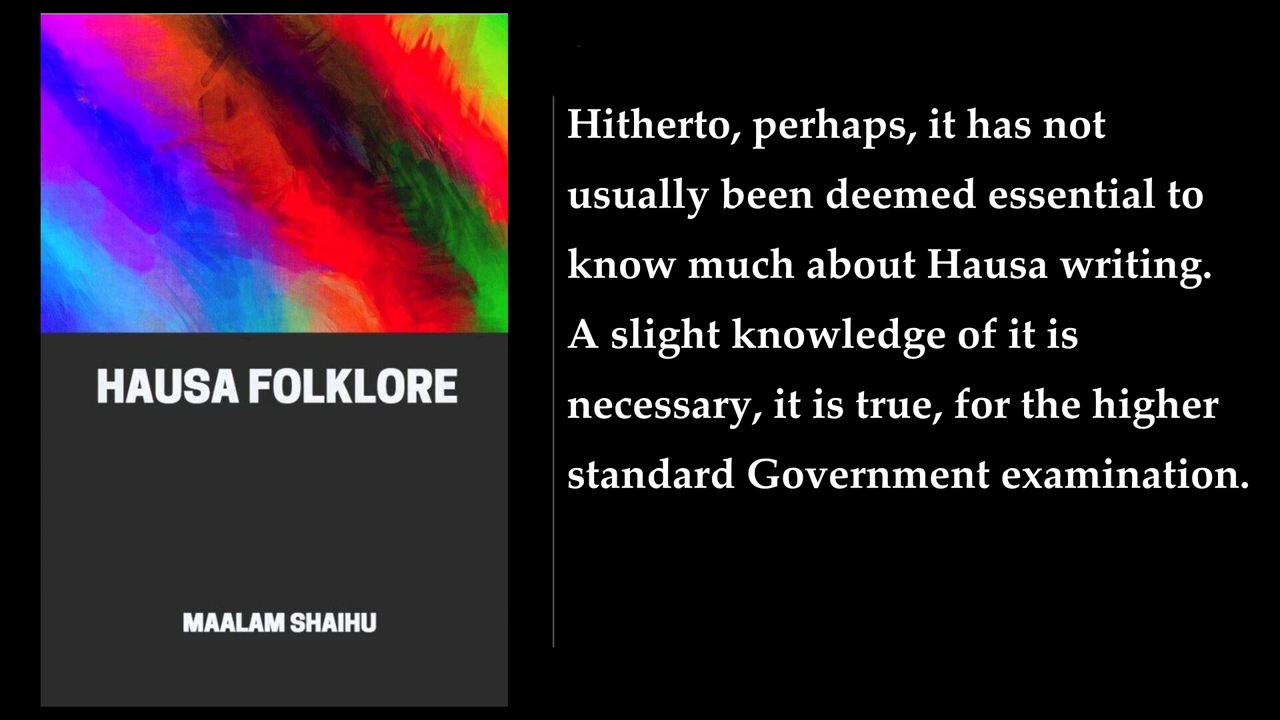 HAUSA FOLKLORE
MAALAM SHAIHU
Hitherto, perhaps, it has not
usually been deemed essential to
know much about Hausa writing.
A slight knowledge of it is
necessary, it is true, for the higher
standard Government examination.